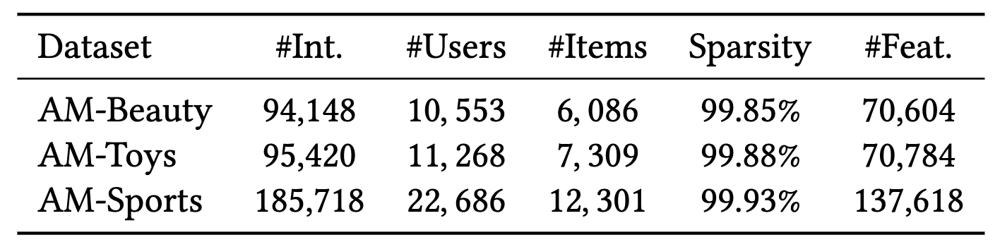 Dataset #Int. #Users #Items Sparsity #Feat.
AM-Beauty 94,148 10, 553 6, 086 99.85% 70,604
AM-Toys 95,420 11, 268 7, 309 99.88% 70,784
AM-Sports 185,718 22, 686 12, 301 99.93% 137,618